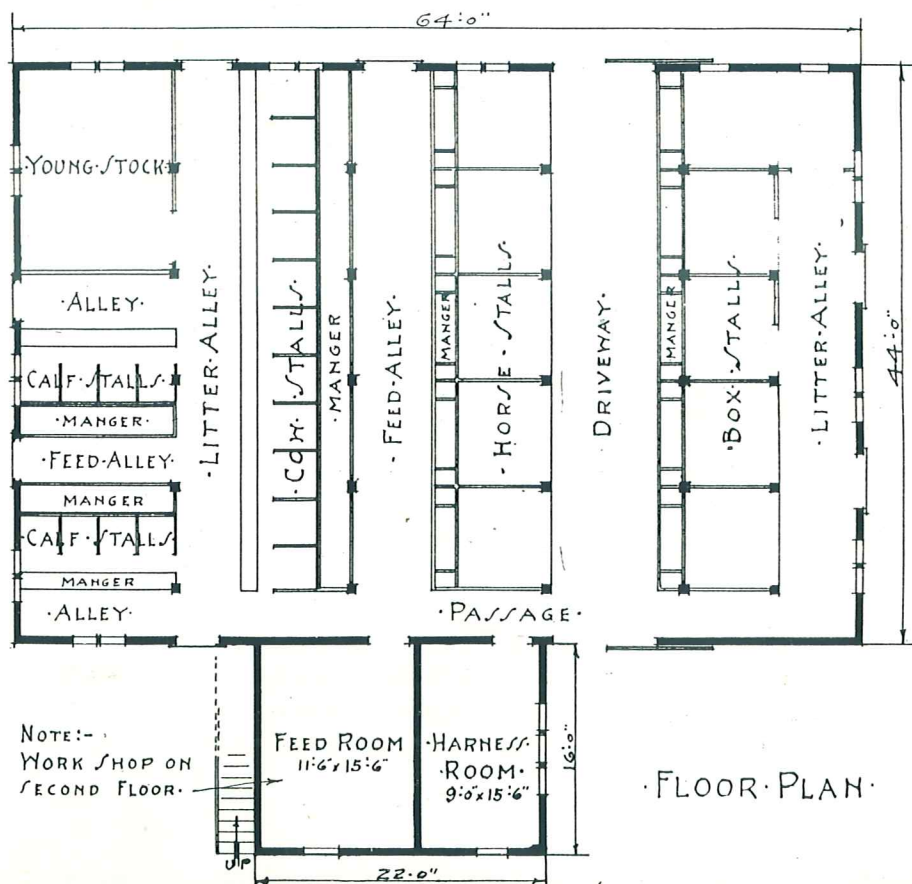 64'-0"
·YOUNG·STOCK·
·ALLEY·
CALF·STALLS
·MANGER·
·FEED·ALLEY·
MANGER
·CALF·STALLS
MANGER
·ALLEY·
·LITTER·ALLEY·
·COW·STALLS·
·MANGER
·FEED·ALLEY·
MANGER
·HORSE·STALLS·
DRIVEWAY
MANGER
·BOX·STALLS·
·LITTER·ALLEY·
44'-0"
·PASSAGE·
NOTE:-
WORK SHOP ON
SECOND FLOOR·
UP
FEED ROOM
11'-6" x 15'-6"
·HARNESS·
·ROOM·
9'-0" x 15'-6"
16'-0"
22'-0"
·FLOOR·PLAN·